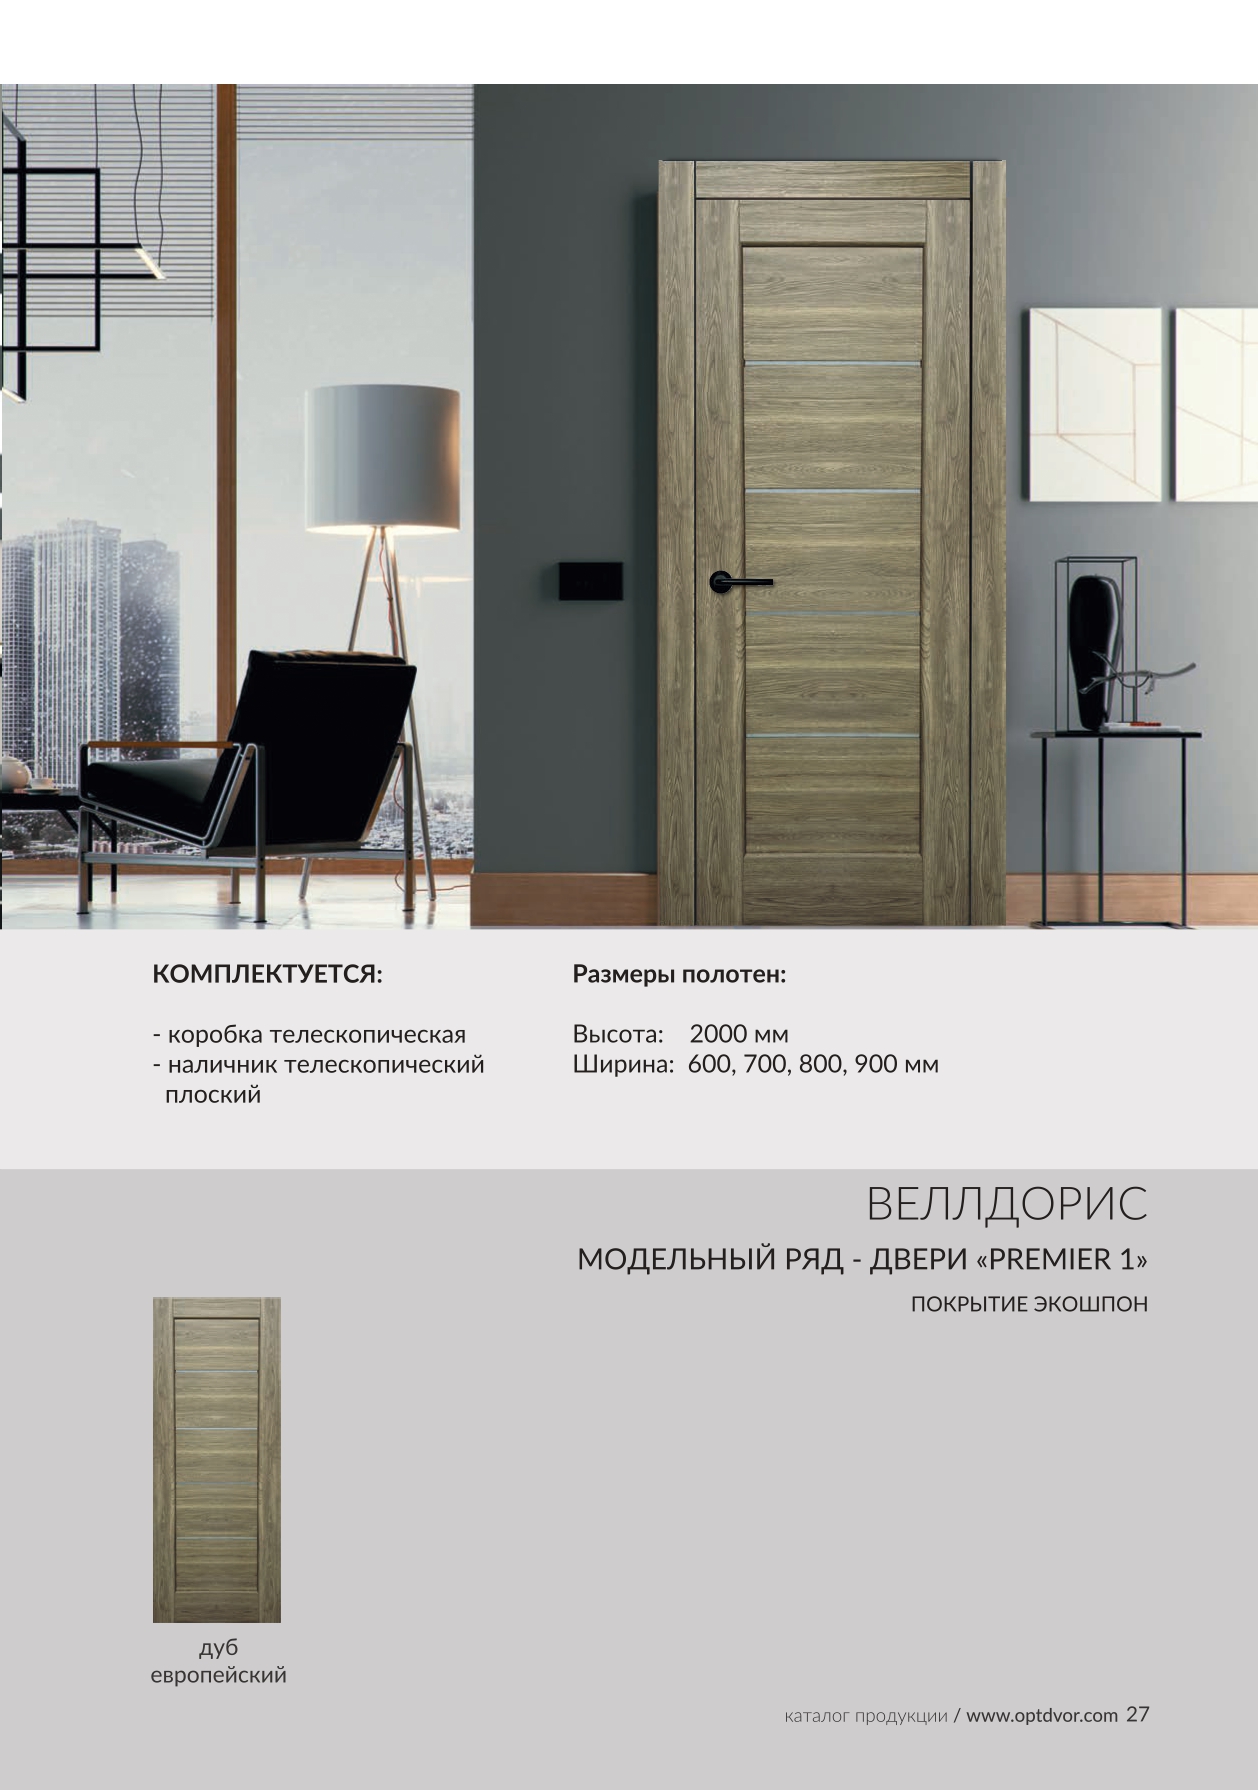 КОМПЛЕКТУЕТСЯ:
- коробка телескопическая
- наличник телескопический
плоский
Размеры полотен:
Высота: 2000 мм
Ширина: 600, 700, 800, 900 мм
ВЕЛЛДОРИС
МОДЕЛЬНЫЙ РЯД - ДВЕРИ «PREMIER 1»
ПОКРЫТИЕ ЭКОШПОН
дуб
европейский
каталог продукции / www.optdvor.com 27